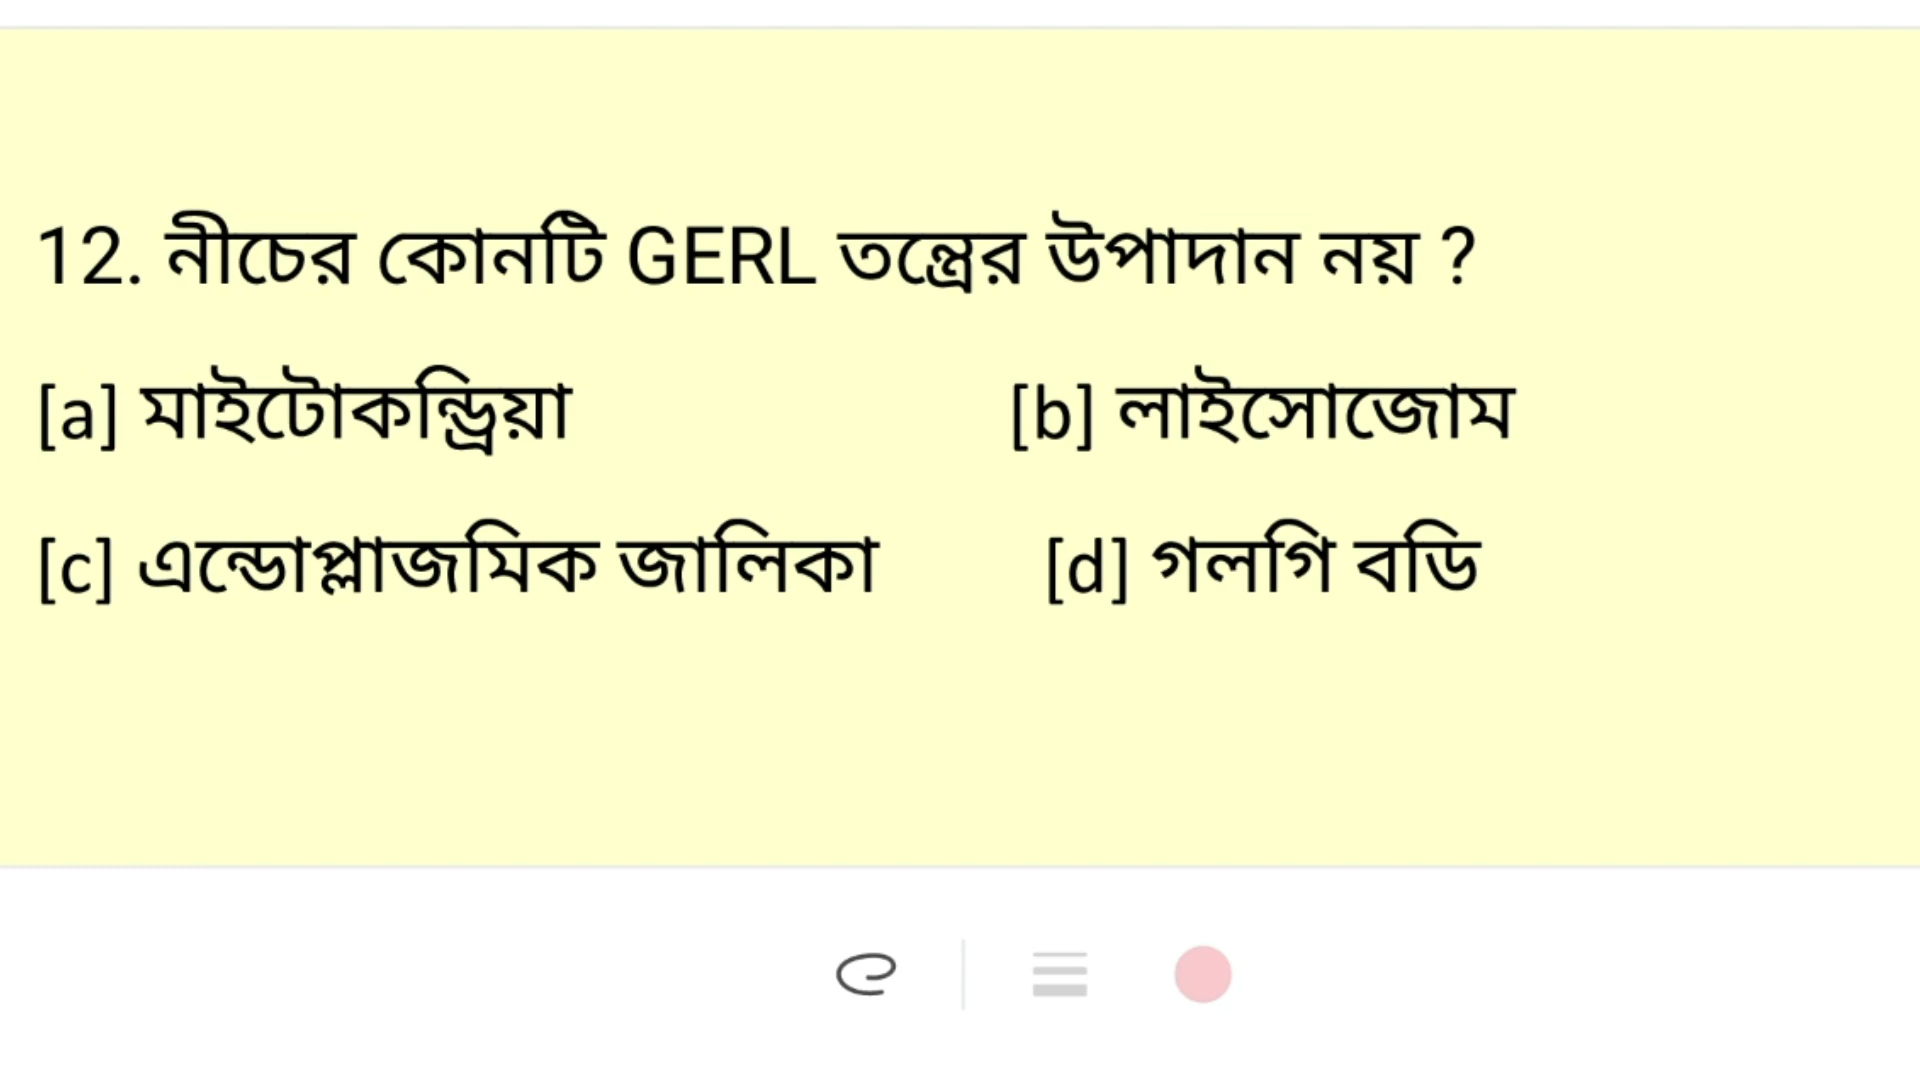 12. নীচের কোনটি GERL তন্ত্রের উপাদান নয় ?
[a] মাইটোকন্ড্রিয়া [b] লাইসোজোম
[c] এন্ডোপ্লাজমিক জালিকা [d] গলগি বডি